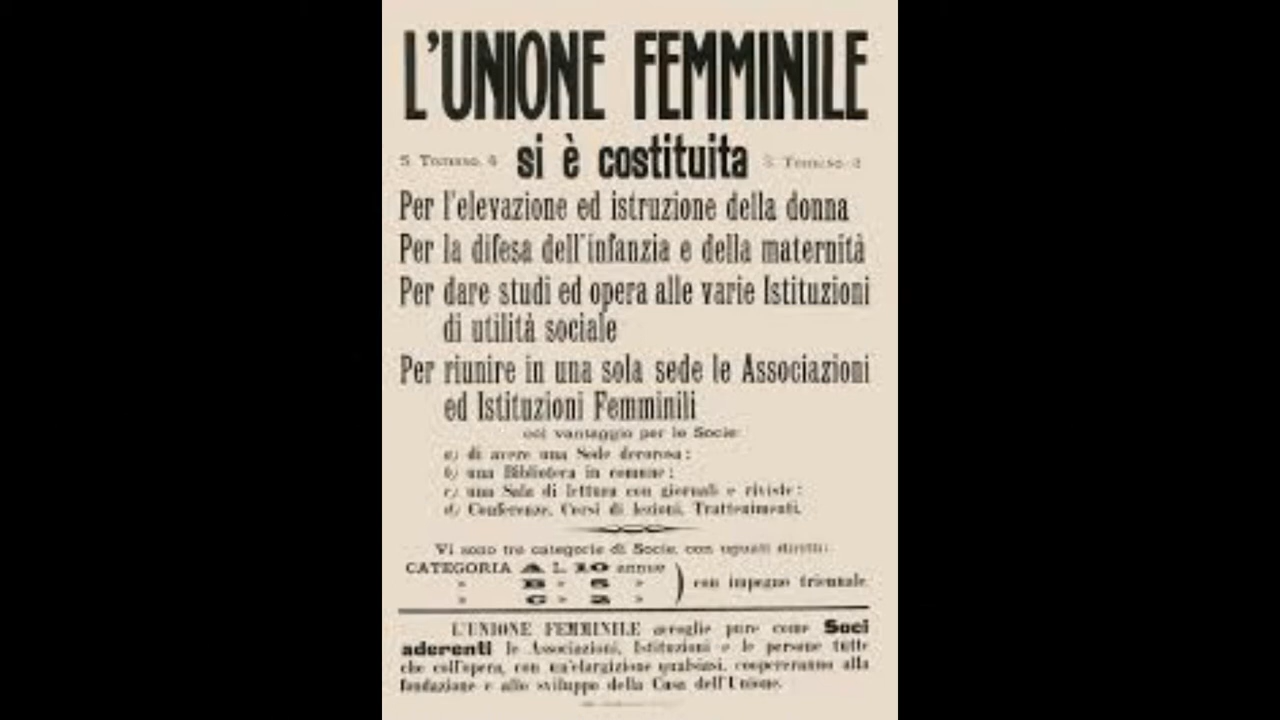 L'UNIONE FEMMINILE
S. Tomaso, 6 si è costituita S. Tomaso, 6
Per l'elevazione ed istruzione della donna
Per la difesa dell'infanzia e della maternità
Per dare studi ed opera alle varie Istituzioni
di utilità sociale
Per riunire in una sola sede le Associazioni
ed Istituzioni Femminili
col vantaggio per le Socie:
a) di avere una Sede decorosa;
b) una Biblioteca in comune;
c) una Sala di lettura con giornali e riviste;
d) Conferenze, Corsi di lezioni, Trattenimenti.
Vi sono tre categorie di Socie, con uguali diritti:
CATEGORIA A L. 10 annue
» B » 5 » con impegno triennale
» C » 2 »
L'UNIONE FEMMINILE accoglie pure come Soci
aderenti le Associazioni, Istituzioni e le persone tutte
che coll'opera, con un'elargizione qualsiasi, coopereranno alla
fondazione e allo sviluppo della Casa dell'Unione.